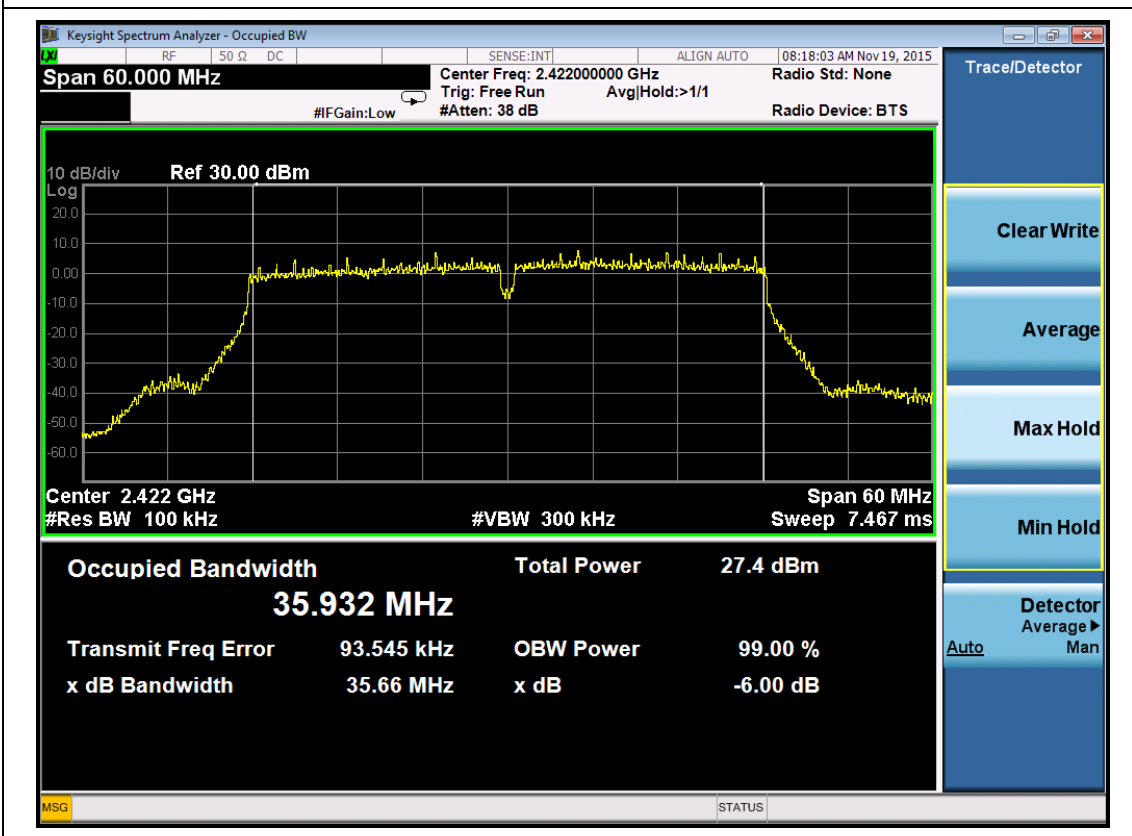 Keysight Spectrum Analyzer - Occupied BW
LXI RF 50 Ω DC SENSE:INT ALIGN AUTO 08:18:03 AM Nov 19, 2015
Span 60.000 MHz
Center Freq: 2.422000000 GHz Radio Std: None
Trig: Free Run Avg|Hold:>1/1
#IFGain:Low #Atten: 38 dB Radio Device: BTS
10 dB/div Ref 30.00 dBm
Log
20.0
10.0
0.00
-10.0
-20.0
-30.0
-40.0
-50.0
-60.0
Center 2.422 GHz Span 60 MHz
#Res BW 100 kHz #VBW 300 kHz Sweep 7.467 ms
Occupied Bandwidth Total Power 27.4 dBm
35.932 MHz
Transmit Freq Error 93.545 kHz OBW Power 99.00 %
x dB Bandwidth 35.66 MHz x dB -6.00 dB
MSG STATUS
Trace/Detector
Clear Write
Average
Max Hold
Min Hold
Detector
Average▶
Auto Man